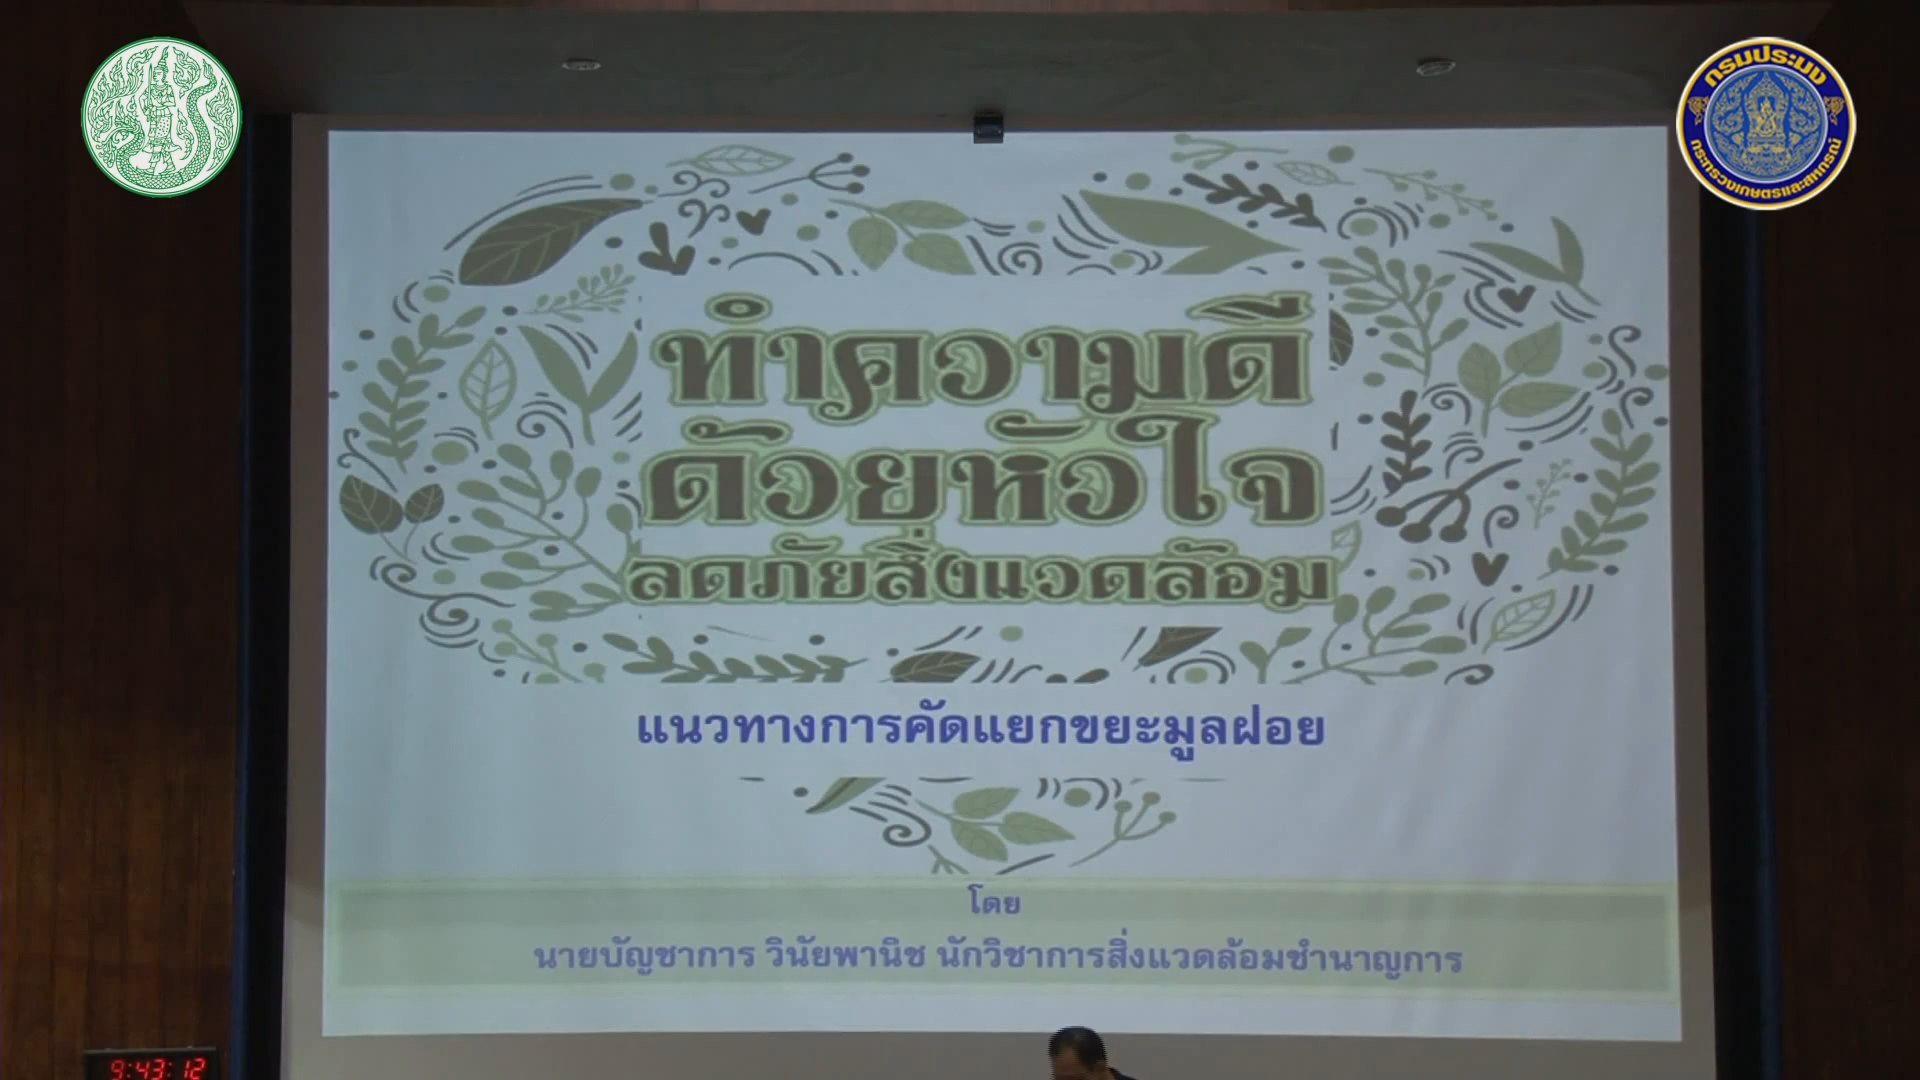 กรมประมง
กระทรวงเกษตรและสหกรณ์
ทำความดี
ด้วยหัวใจ
ลดภัยสิ่งแวดล้อม
แนวทางการคัดแยกขยะมูลฝอย
โดย
นายบัญชาการ วินัยพานิช นักวิชาการสิ่งแวดล้อมชำนาญการ
9:43:12